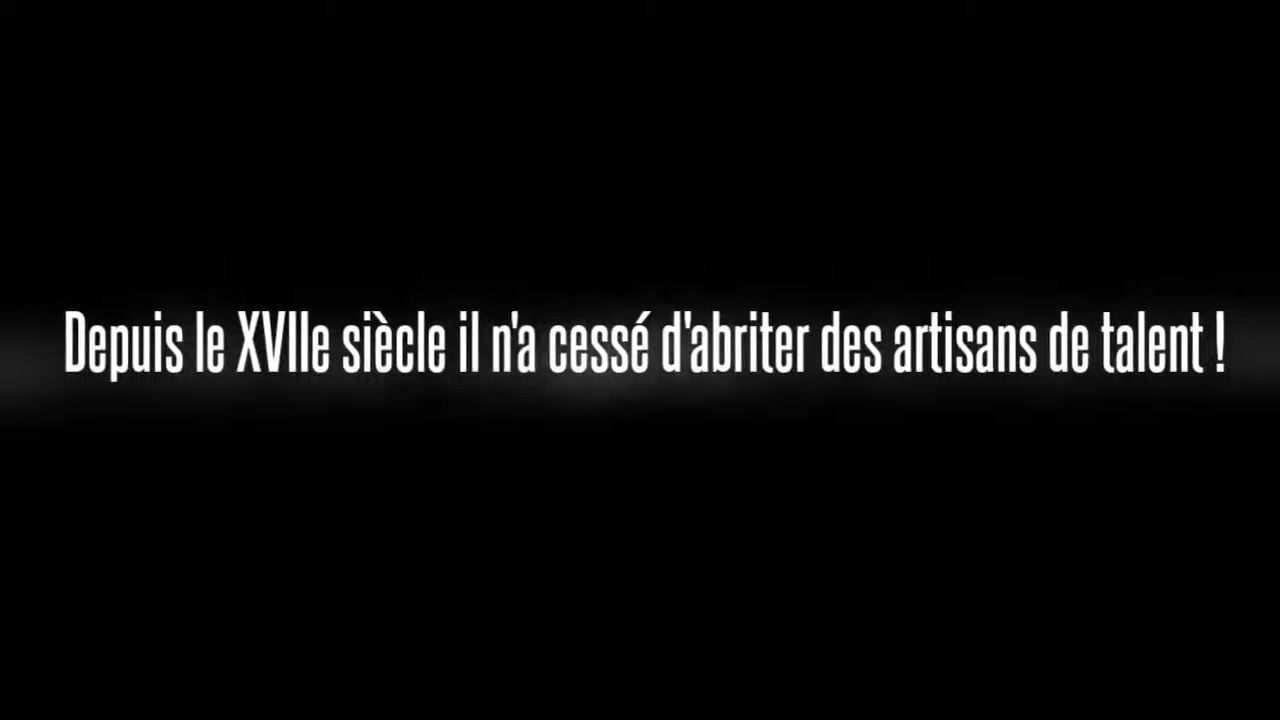 Depuis le XVIIe siècle il n'a cessé d'abriter des artisans de talent !